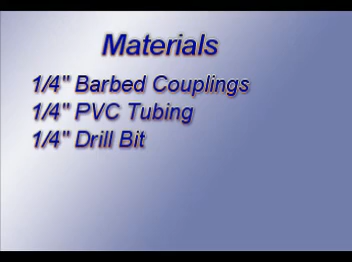 Materials
1/4" Barbed Couplings
1/4" PVC Tubing
1/4" Drill Bit